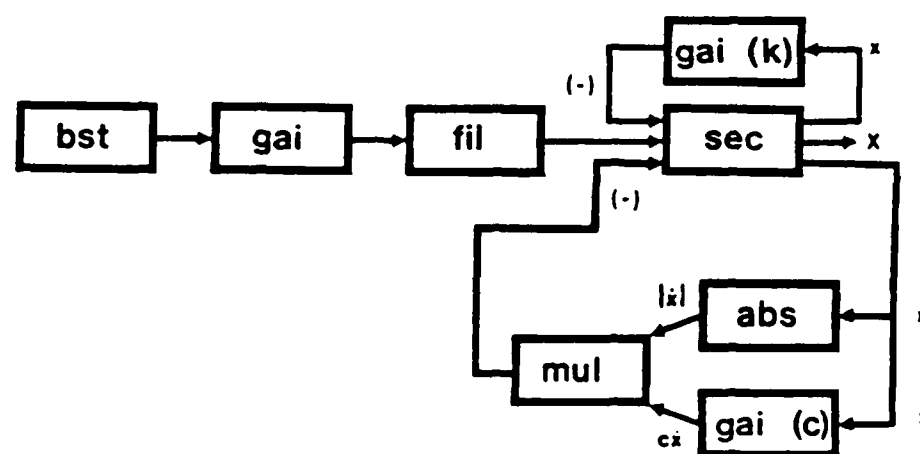 gai (k)
x
(-)
bst
gai
fil
sec
x
(-)
|ẋ|
abs
mul
gai (c)
cẋ